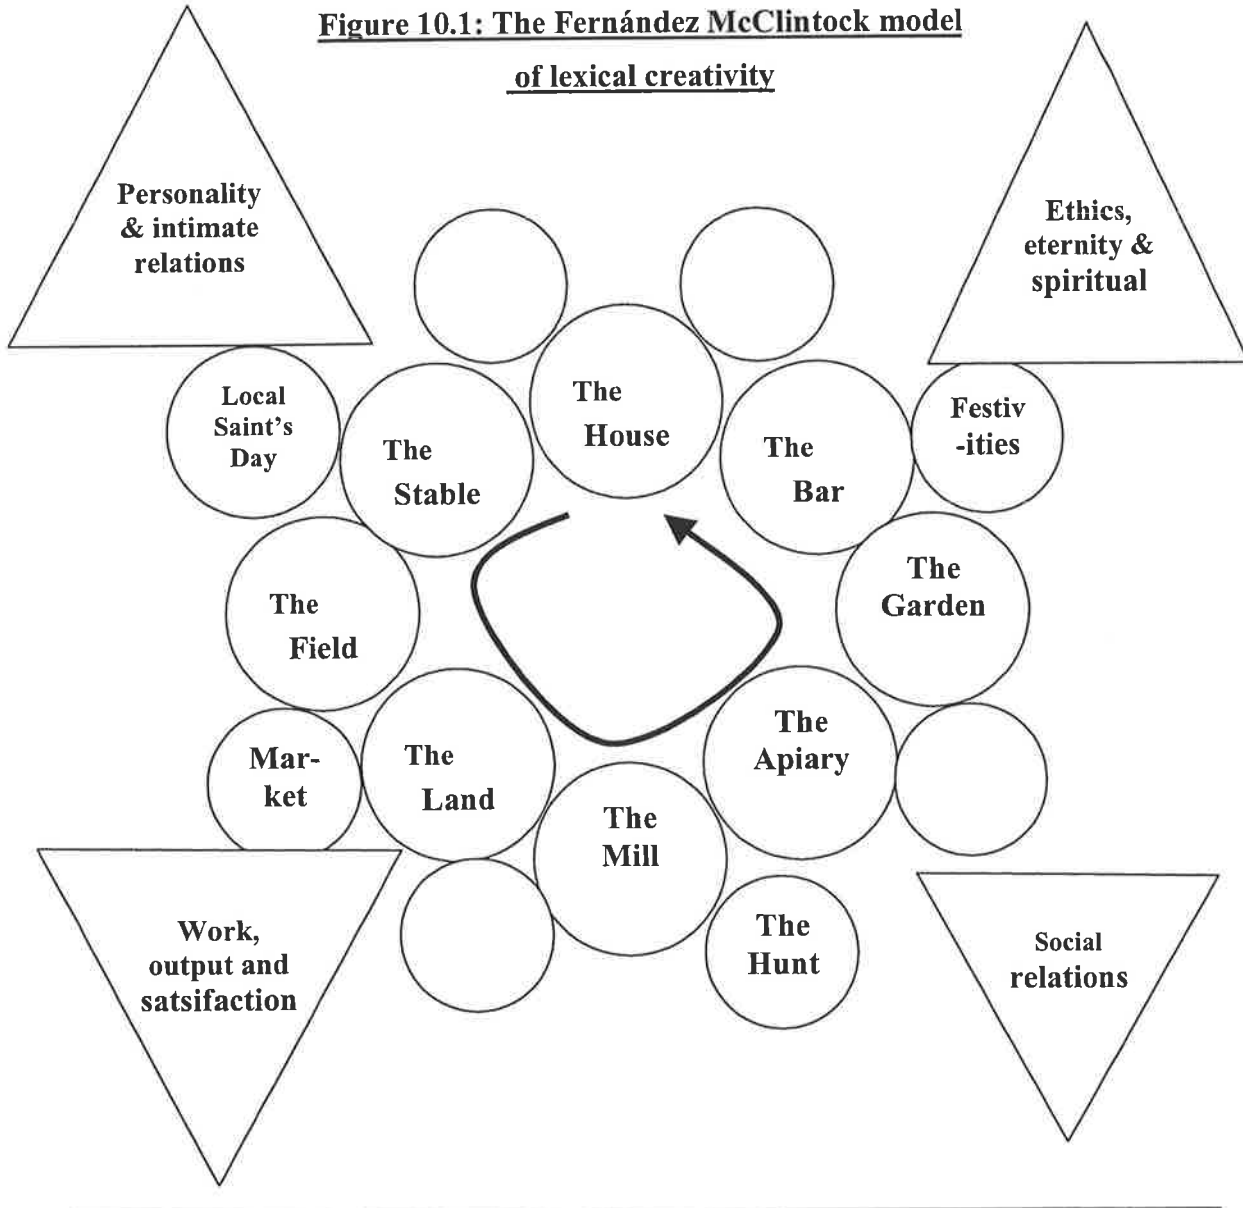 Figure 10.1: The Fernández McClintock model
of lexical creativity
Personality
& intimate
relations
Ethics,
eternity &
spiritual
Local
Saint's
Day
The
Stable
The
House
The
Bar
Festiv
-ities
The
Field
The
Garden
Mar-
ket
The
Land
The
Mill
The
Apiary
The
Hunt
Work,
output and
satsifaction
Social
relations